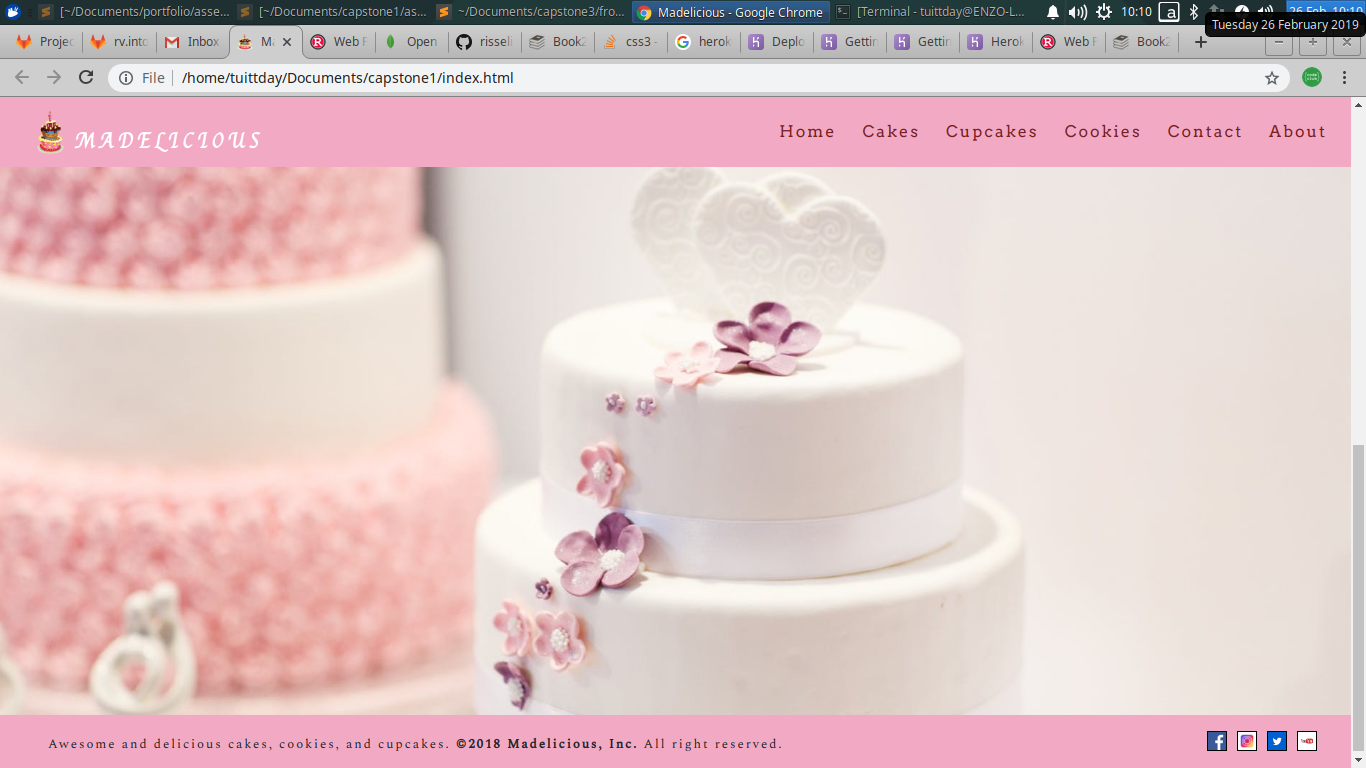 [~/Documents/portfolio/asse...
[~/Documents/capstone1/as...
~/Documents/capstone3/fro...
Madelicious - Google Chrome
[Terminal - tuittday@ENZO-L...
10:10
a
26 Feb, 10:10
Tuesday 26 February 2019
Projec
rv.into
Inbox
Ma
Web F
Open
risseli
Book2
css3 -
herok
Deplo
Gettin
Gettin
Herok
Web F
Book2
File
/home/tuittday/Documents/capstone1/index.html
MADELICIOUS
Home Cakes Cupcakes Cookies Contact About
Awesome and delicious cakes, cookies, and cupcakes. ©2018 Madelicious, Inc. All right reserved.